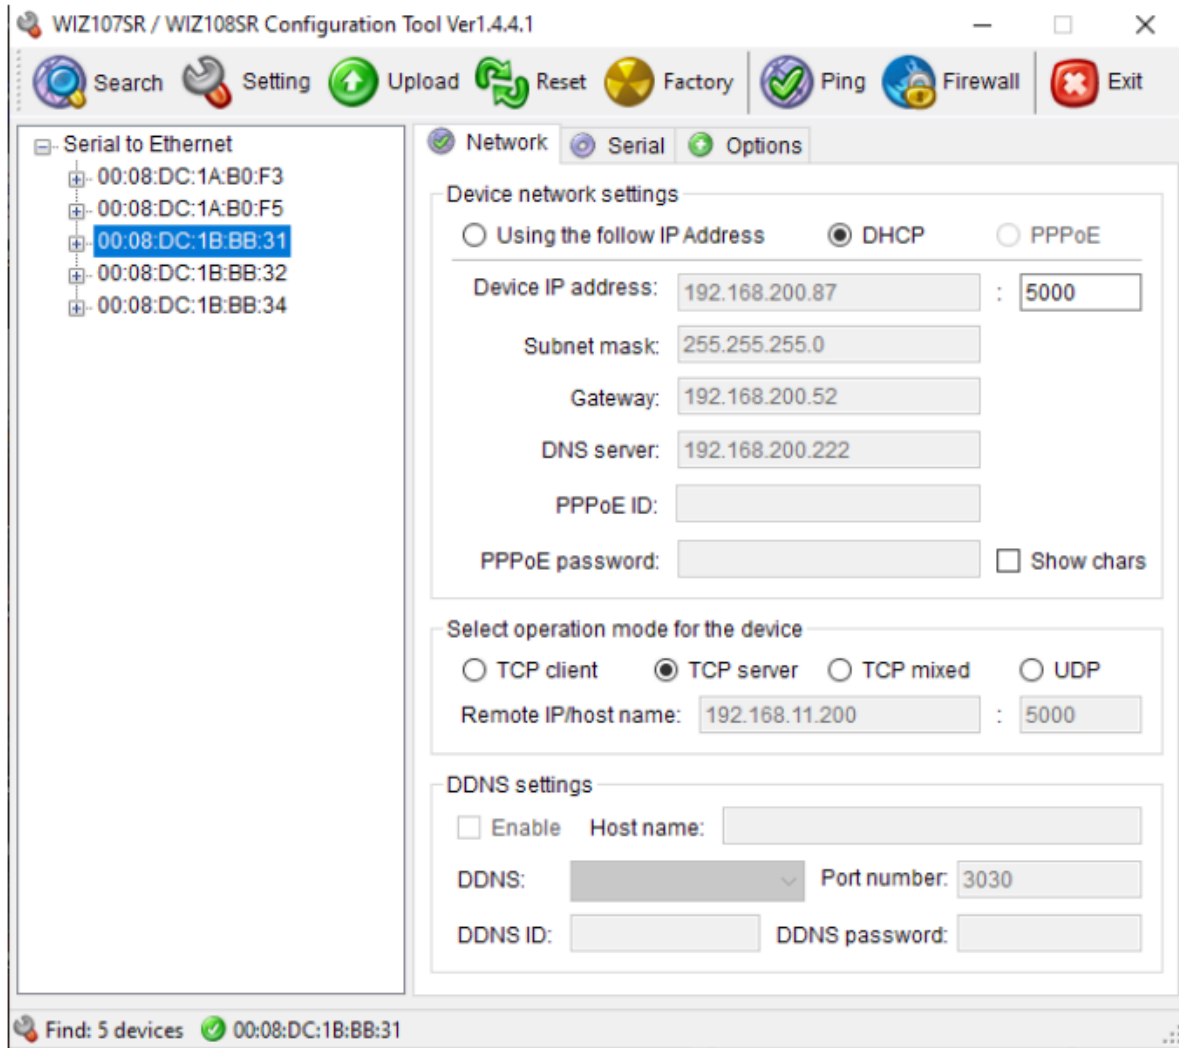 WIZ107SR / WIZ108SR Configuration Tool Ver1.4.4.1
Search Setting Upload Reset Factory Ping Firewall Exit
Serial to Ethernet
00:08:DC:1A:B0:F3
00:08:DC:1A:B0:F5
00:08:DC:1B:BB:31
00:08:DC:1B:BB:32
00:08:DC:1B:BB:34
Network Serial Options
Device network settings
Using the follow IP Address DHCP PPPoE
Device IP address: 192.168.200.87 : 5000
Subnet mask: 255.255.255.0
Gateway: 192.168.200.52
DNS server: 192.168.200.222
PPPoE ID:
PPPoE password: Show chars
Select operation mode for the device
TCP client TCP server TCP mixed UDP
Remote IP/host name: 192.168.11.200 : 5000
DDNS settings
Enable Host name:
DDNS: Port number: 3030
DDNS ID: DDNS password:
Find: 5 devices 00:08:DC:1B:BB:31